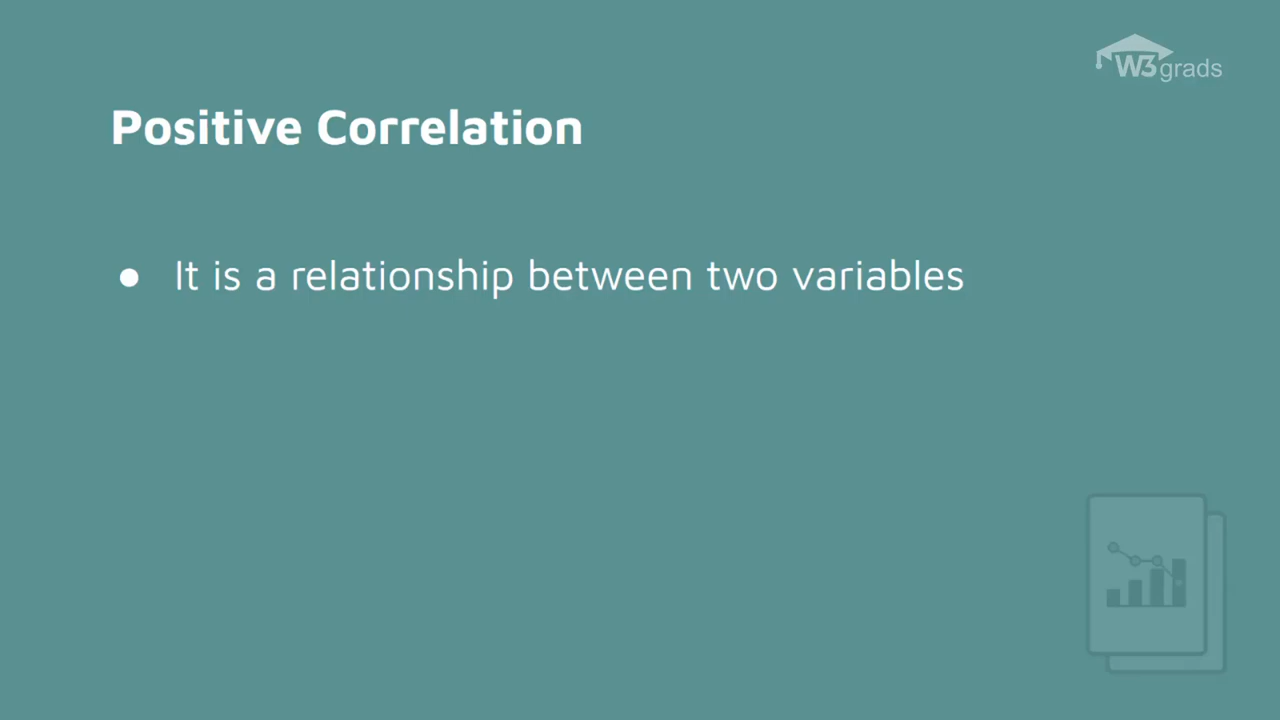 W3grads
Positive Correlation
● It is a relationship between two variables